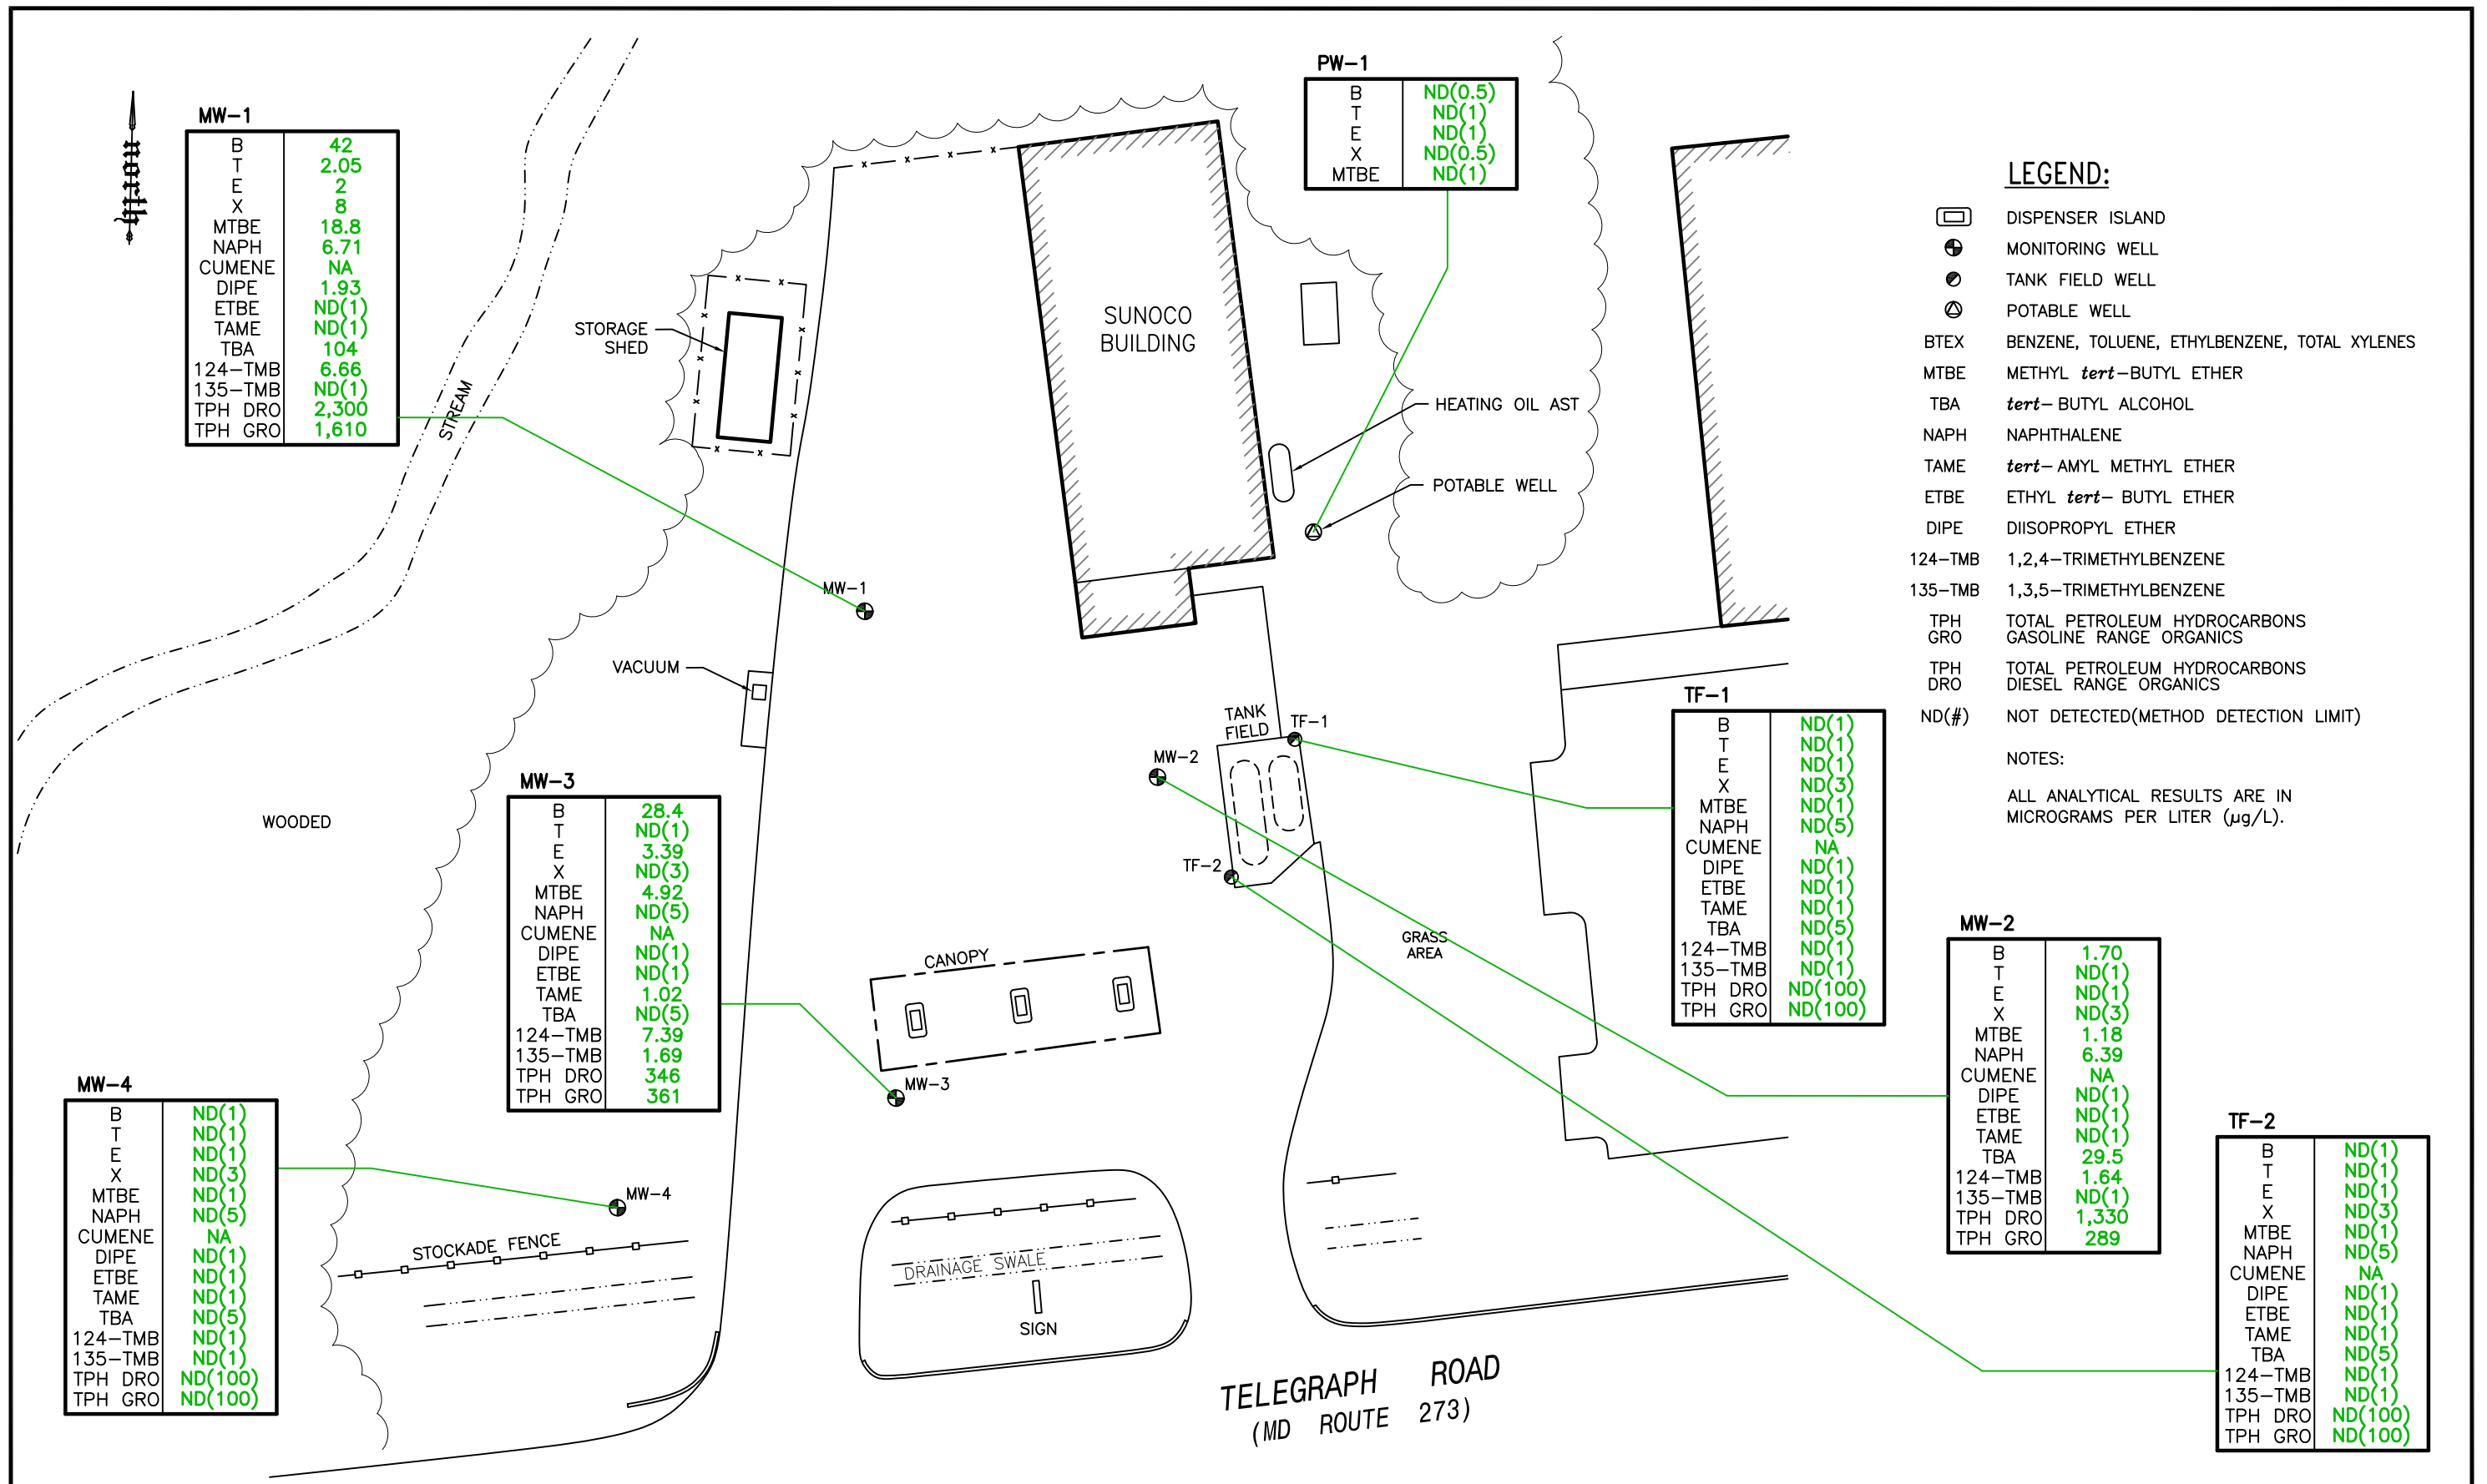 north
MW-1
B 42
T 2.05
E 2
X 8
MTBE 18.8
NAPH 6.71
CUMENE NA
DIPE 1.93
ETBE ND(1)
TAME ND(1)
TBA 104
124-TMB 6.66
135-TMB ND(1)
TPH DRO 2,300
TPH GRO 1,610
PW-1
B ND(0.5)
T ND(1)
E ND(1)
X ND(0.5)
MTBE ND(1)
STREAM
STORAGE
SHED
SUNOCO
BUILDING
HEATING OIL AST
POTABLE WELL
MW-1
VACUUM
WOODED
TANK
FIELD
TF-1
MW-2
TF-2
GRASS
AREA
CANOPY
MW-3
MW-4
STOCKADE FENCE
DRAINAGE SWALE
SIGN
TELEGRAPH ROAD
(MD ROUTE 273)
MW-3
B 28.4
T ND(1)
E 3.39
X ND(3)
MTBE 4.92
NAPH ND(5)
CUMENE NA
DIPE ND(1)
ETBE ND(1)
TAME 1.02
TBA ND(5)
124-TMB 7.39
135-TMB 1.69
TPH DRO 346
TPH GRO 361
MW-4
B ND(1)
T ND(1)
E ND(1)
X ND(3)
MTBE ND(1)
NAPH ND(5)
CUMENE NA
DIPE ND(1)
ETBE ND(1)
TAME ND(1)
TBA ND(5)
124-TMB ND(1)
135-TMB ND(1)
TPH DRO ND(100)
TPH GRO ND(100)
TF-1
B ND(1)
T ND(1)
E ND(1)
X ND(3)
MTBE ND(1)
NAPH ND(5)
CUMENE NA
DIPE ND(1)
ETBE ND(1)
TAME ND(1)
TBA ND(5)
124-TMB ND(1)
135-TMB ND(1)
TPH DRO ND(100)
TPH GRO ND(100)
MW-2
B 1.70
T ND(1)
E ND(1)
X ND(3)
MTBE 1.18
NAPH 6.39
CUMENE NA
DIPE ND(1)
ETBE ND(1)
TAME ND(1)
TBA 29.5
124-TMB 1.64
135-TMB ND(1)
TPH DRO 1,330
TPH GRO 289
TF-2
B ND(1)
T ND(1)
E ND(1)
X ND(3)
MTBE ND(1)
NAPH ND(5)
CUMENE NA
DIPE ND(1)
ETBE ND(1)
TAME ND(1)
TBA ND(5)
124-TMB ND(1)
135-TMB ND(1)
TPH DRO ND(100)
TPH GRO ND(100)
LEGEND:
DISPENSER ISLAND
MONITORING WELL
TANK FIELD WELL
POTABLE WELL
BTEX BENZENE, TOLUENE, ETHYLBENZENE, TOTAL XYLENES
MTBE METHYL tert-BUTYL ETHER
TBA tert- BUTYL ALCOHOL
NAPH NAPHTHALENE
TAME tert- AMYL METHYL ETHER
ETBE ETHYL tert- BUTYL ETHER
DIPE DIISOPROPYL ETHER
124-TMB 1,2,4-TRIMETHYLBENZENE
135-TMB 1,3,5-TRIMETHYLBENZENE
TPH TOTAL PETROLEUM HYDROCARBONS
GRO GASOLINE RANGE ORGANICS
TPH TOTAL PETROLEUM HYDROCARBONS
DRO DIESEL RANGE ORGANICS
ND(#) NOT DETECTED(METHOD DETECTION LIMIT)
NOTES:
ALL ANALYTICAL RESULTS ARE IN
MICROGRAMS PER LITER (µg/L).